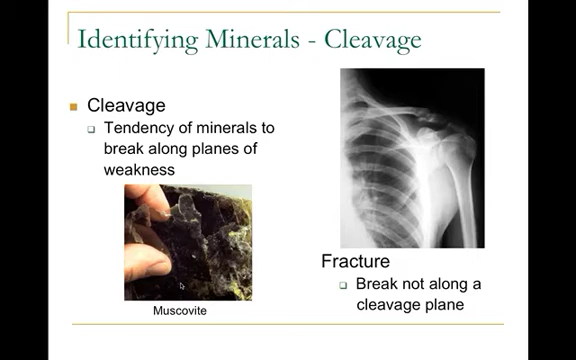 Identifying Minerals - Cleavage
Cleavage
Tendency of minerals to
break along planes of
weakness
Muscovite
Fracture
Break not along a
cleavage plane